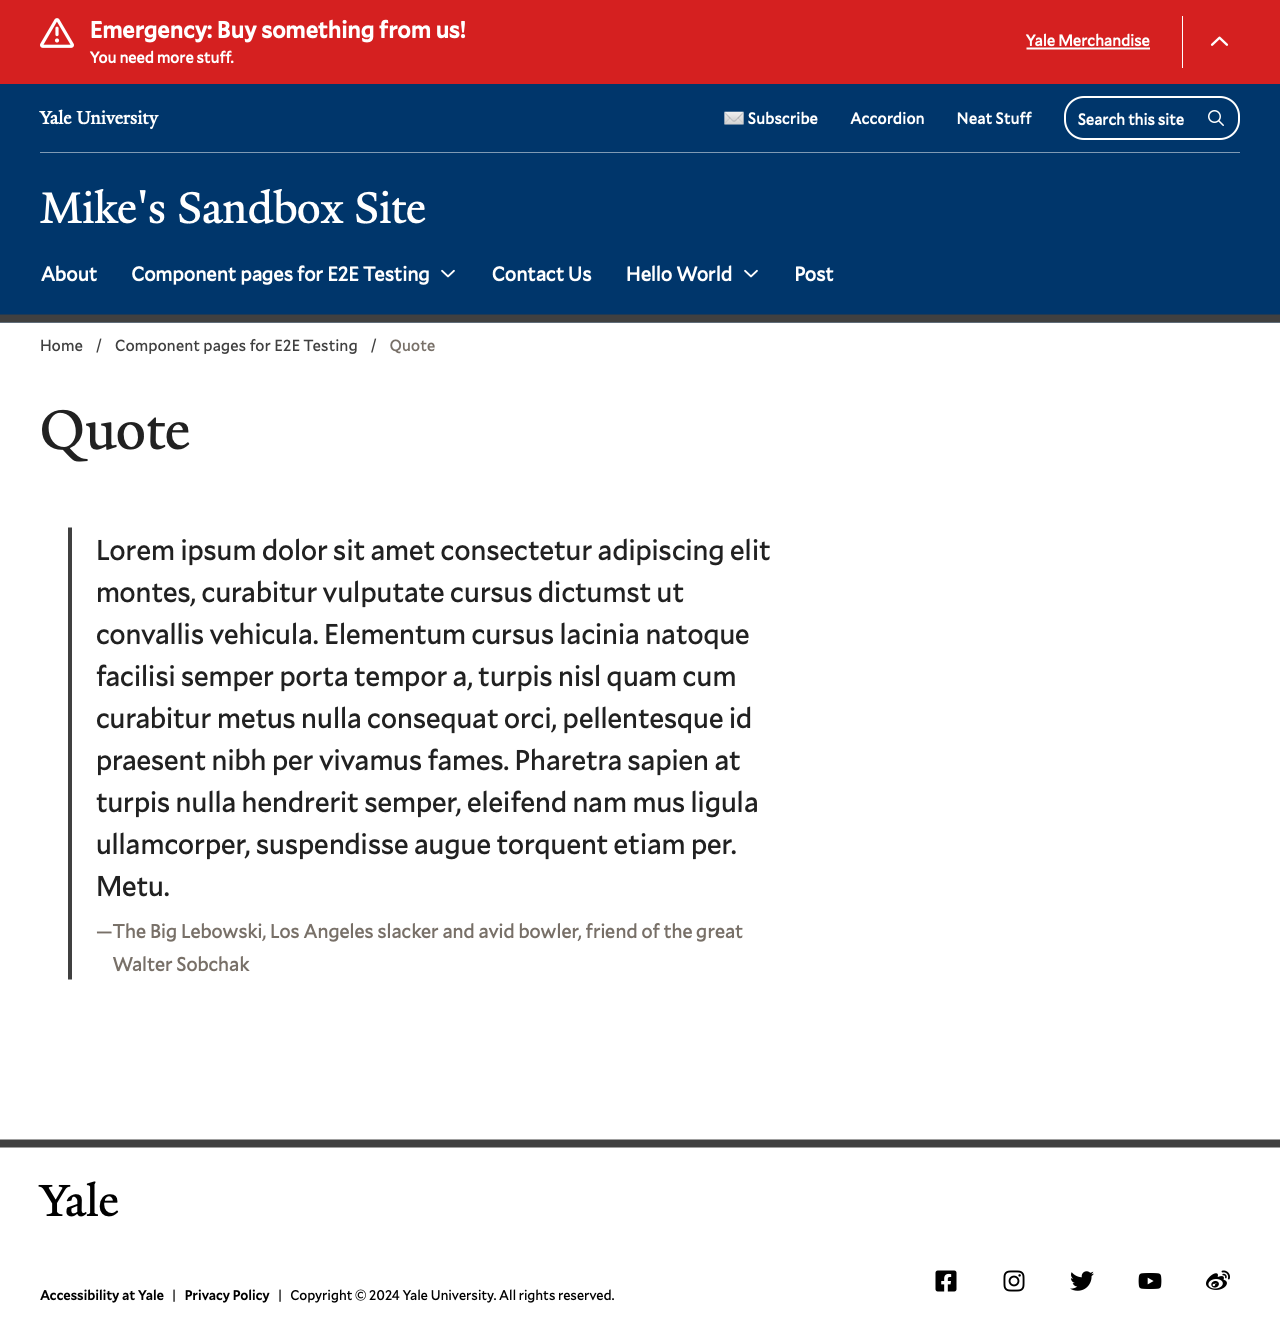 Emergency: Buy something from us!
You need more stuff.
Yale Merchandise
Yale University
Subscribe
Accordion
Neat Stuff
Search this site
Mike's Sandbox Site
About
Component pages for E2E Testing
Contact Us
Hello World
Post
Home / Component pages for E2E Testing / Quote
Quote
Lorem ipsum dolor sit amet consectetur adipiscing elit
montes, curabitur vulputate cursus dictumst ut
convallis vehicula. Elementum cursus lacinia natoque
facilisi semper porta tempor a, turpis nisl quam cum
curabitur metus nulla consequat orci, pellentesque id
praesent nibh per vivamus fames. Pharetra sapien at
turpis nulla hendrerit semper, eleifend nam mus ligula
ullamcorper, suspendisse augue torquent etiam per.
Metu.
—The Big Lebowski, Los Angeles slacker and avid bowler, friend of the great
Walter Sobchak
Yale
Accessibility at Yale | Privacy Policy | Copyright © 2024 Yale University. All rights reserved.